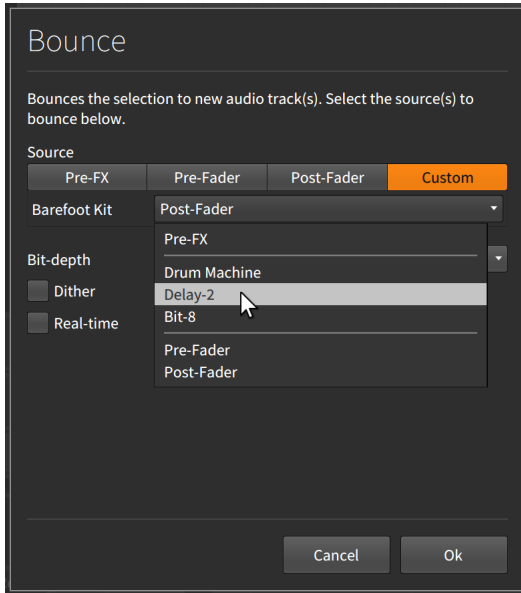 Bounce
Bounces the selection to new audio track(s). Select the source(s) to
bounce below.
Source
Pre-FX Pre-Fader Post-Fader Custom
Barefoot Kit Post-Fader
Pre-FX
Bit-depth
Drum Machine
Dither Delay-2
Bit-8
Real-time
Pre-Fader
Post-Fader
Cancel Ok